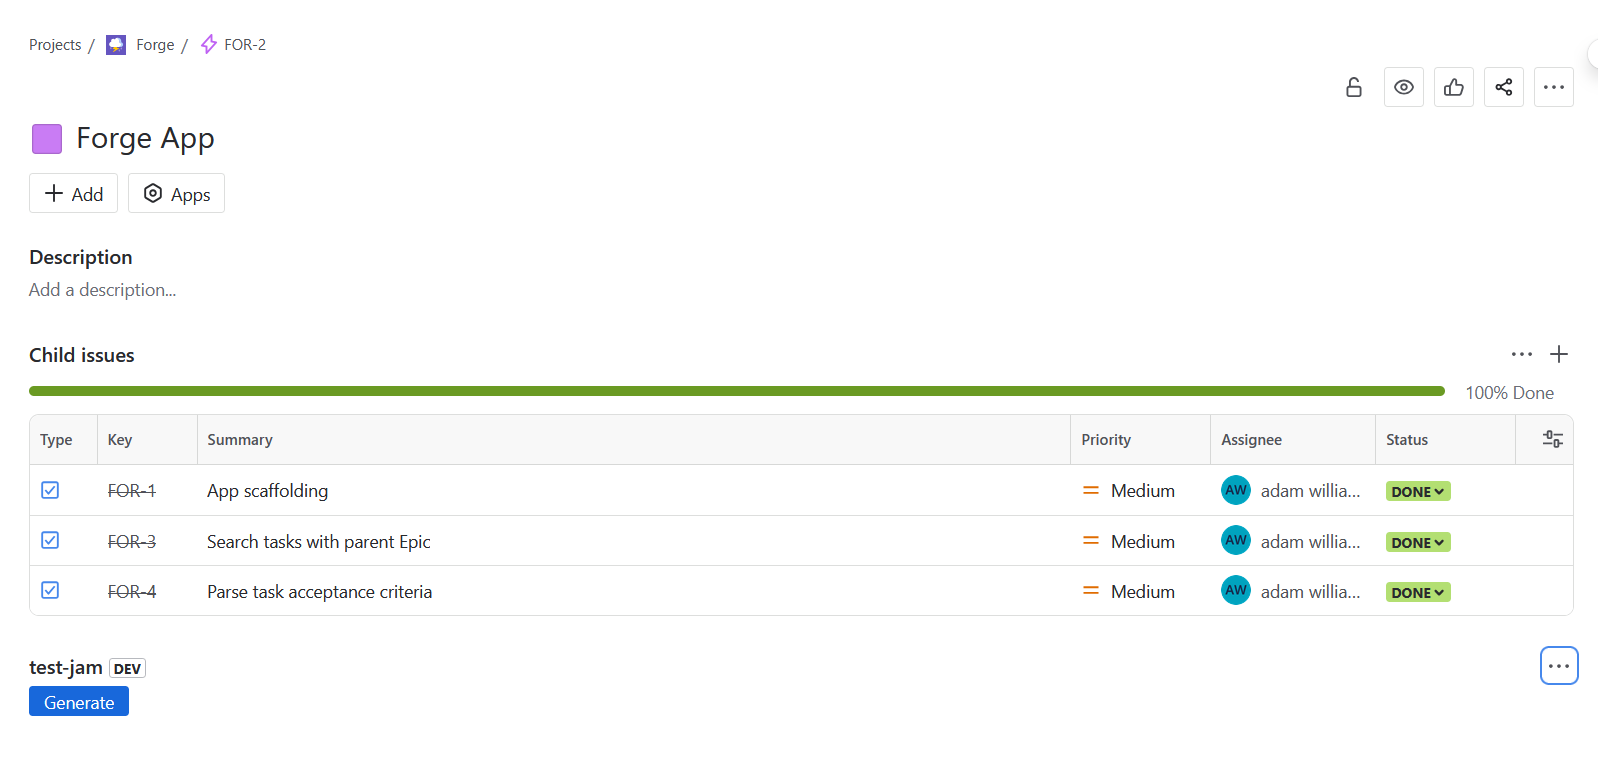 Projects / Forge / FOR-2
Forge App
Add Apps
Description
Add a description...
Child issues
100% Done
Type Key Summary Priority Assignee Status
FOR-1 App scaffolding Medium AW adam willia... DONE
FOR-3 Search tasks with parent Epic Medium AW adam willia... DONE
FOR-4 Parse task acceptance criteria Medium AW adam willia... DONE
test-jam DEV
Generate